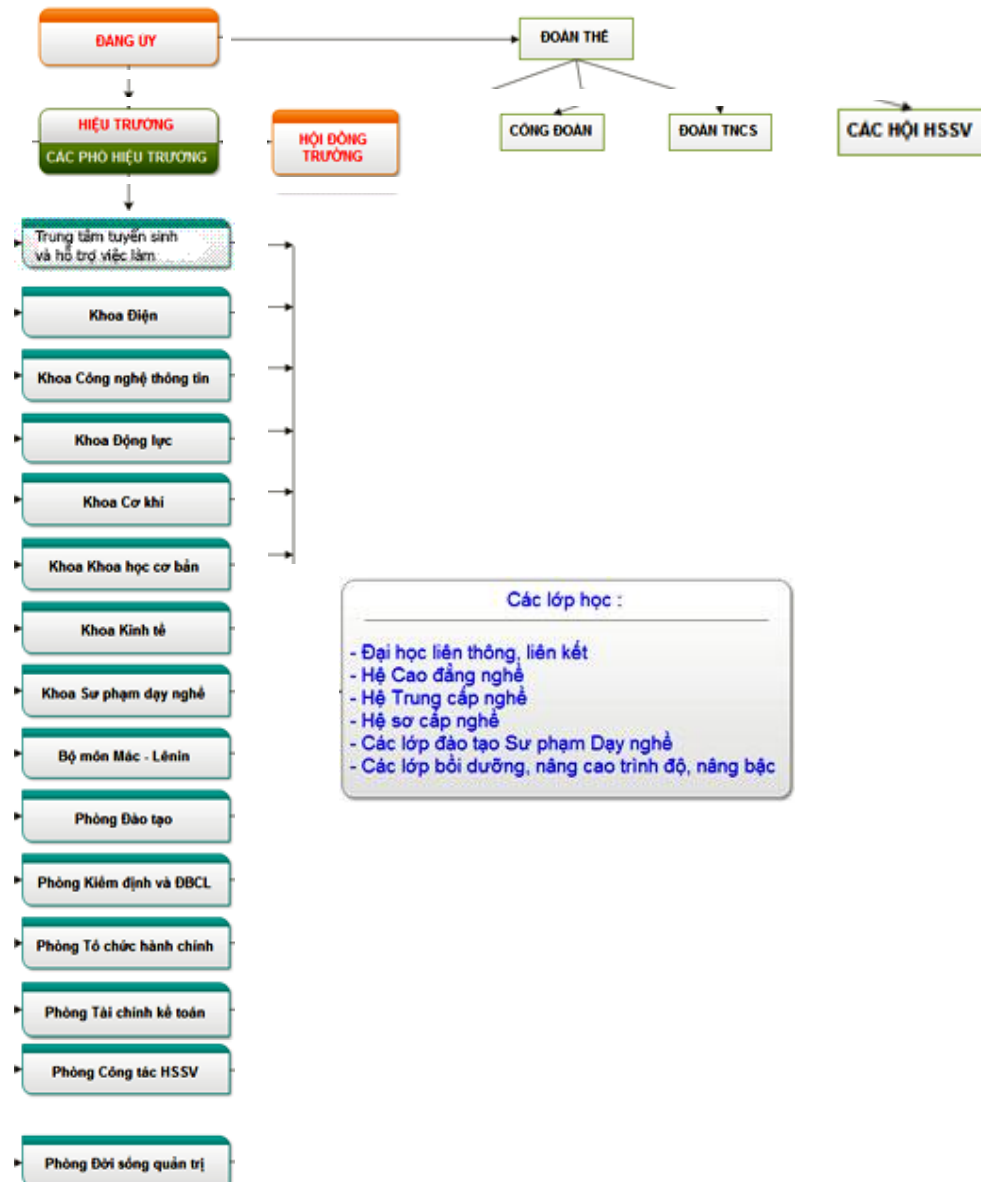 ĐẢNG ỦY
ĐOÀN THỂ
HIỆU TRƯỞNG
CÁC PHÓ HIỆU TRƯỞNG
HỘI ĐỒNG
TRƯỜNG
CÔNG ĐOÀN
ĐOÀN TNCS
CÁC HỘI HSSV
Trung tâm tuyển sinh
và hỗ trợ việc làm
Khoa Điện
Khoa Công nghệ thông tin
Khoa Động lực
Khoa Cơ khí
Khoa Khoa học cơ bản
Khoa Kinh tế
Khoa Sư phạm dạy nghề
Bộ môn Mác - Lênin
Phòng Đào tạo
Phòng Kiểm định và ĐBCL
Phòng Tổ chức hành chính
Phòng Tài chính kế toán
Phòng Công tác HSSV
Phòng Đời sống quản trị
Các lớp học :
- Đại học liên thông, liên kết
- Hệ Cao đẳng nghề
- Hệ Trung cấp nghề
- Hệ sơ cấp nghề
- Các lớp đào tạo Sư phạm Dạy nghề
- Các lớp bồi dưỡng, nâng cao trình độ, nâng bậc